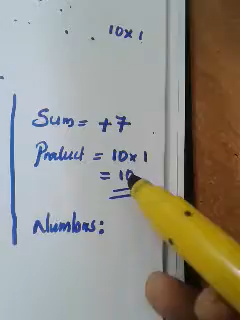 10x1
Sum = +7
Product = 10x1
= 10
Numbers: